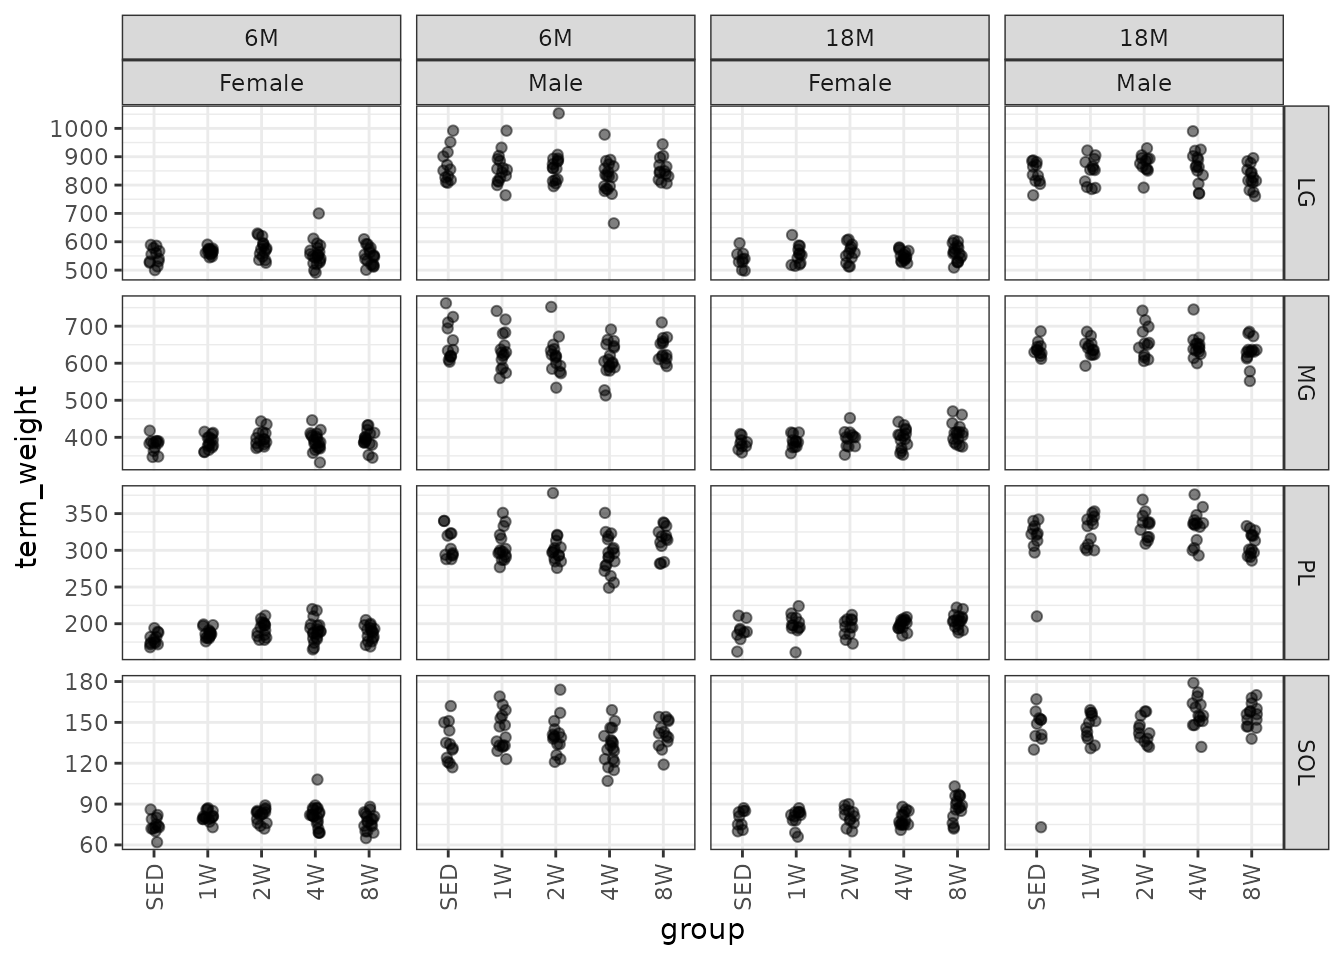 6M 6M 18M 18M
Female Male Female Male
1000
900
800
700
600
500
LG
700
600
500
400
MG
350
300
250
200
PL
180
150
120
90
60
SOL
term_weight
SED 1W 2W 4W 8W SED 1W 2W 4W 8W SED 1W 2W 4W 8W SED 1W 2W 4W 8W
group